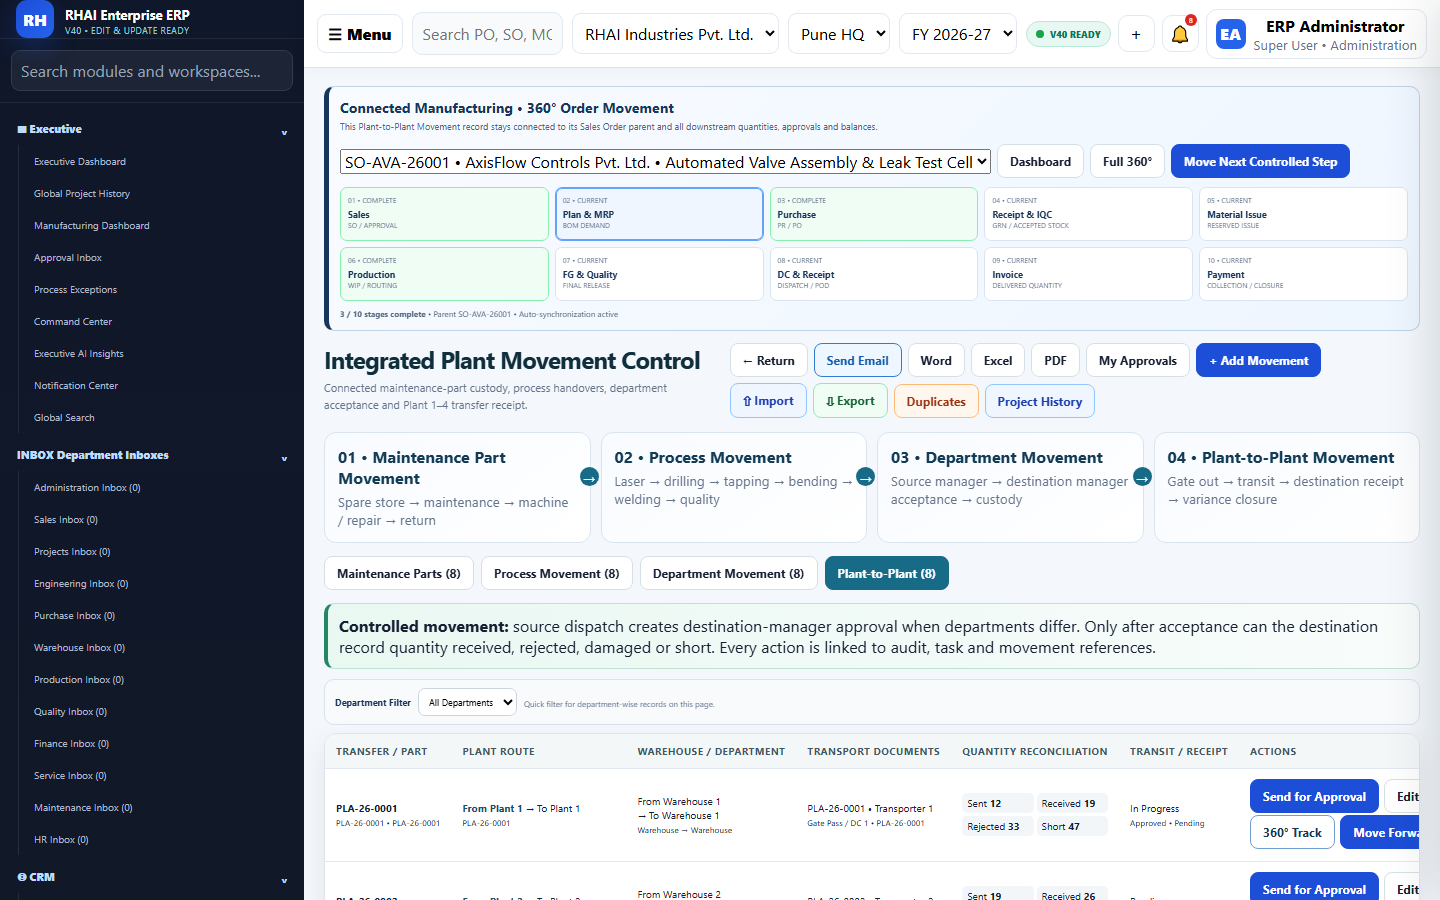 RH
RHAI Enterprise ERP
V40 • EDIT & UPDATE READY
Search modules and workspaces...
Executive
Executive Dashboard
Global Project History
Manufacturing Dashboard
Approval Inbox
Process Exceptions
Command Center
Executive AI Insights
Notification Center
Global Search
INBOX Department Inboxes
Administration Inbox (0)
Sales Inbox (0)
Projects Inbox (0)
Engineering Inbox (0)
Purchase Inbox (0)
Warehouse Inbox (0)
Production Inbox (0)
Quality Inbox (0)
Finance Inbox (0)
Service Inbox (0)
Maintenance Inbox (0)
HR Inbox (0)
CRM
☰ Menu
Search PO, SO, MC
RHAI Industries Pvt. Ltd.
Pune HQ
FY 2026-27
V40 READY
+
8
EA
ERP Administrator
Super User • Administration
Connected Manufacturing • 360° Order Movement
This Plant-to-Plant Movement record stays connected to its Sales Order parent and all downstream quantities, approvals and balances.
SO-AVA-26001 • AxisFlow Controls Pvt. Ltd. • Automated Valve Assembly & Leak Test Cell
Dashboard
Full 360°
Move Next Controlled Step
01 • COMPLETE
Sales
SO / APPROVAL
02 • CURRENT
Plan & MRP
BOM DEMAND
03 • COMPLETE
Purchase
PR / PO
04 • CURRENT
Receipt & IQC
GRN / ACCEPTED STOCK
05 • CURRENT
Material Issue
RESERVED ISSUE
06 • COMPLETE
Production
WIP / ROUTING
07 • CURRENT
FG & Quality
FINAL RELEASE
08 • CURRENT
DC & Receipt
DISPATCH / POD
09 • CURRENT
Invoice
DELIVERED QUANTITY
10 • CURRENT
Payment
COLLECTION / CLOSURE
3 / 10 stages complete • Parent SO-AVA-26001 • Auto-synchronization active
Integrated Plant Movement Control
Connected maintenance-part custody, process handovers, department
acceptance and Plant 1–4 transfer receipt.
← Return
Send Email
Word
Excel
PDF
My Approvals
+ Add Movement
⇧ Import
⇩ Export
Duplicates
Project History
01 • Maintenance Part
Movement
Spare store → maintenance → machine
/ repair → return
→
02 • Process Movement
Laser → drilling → tapping → bending →
welding → quality
→
03 • Department Movement
Source manager → destination manager
acceptance → custody
→
04 • Plant-to-Plant Movement
Gate out → transit → destination receipt
→ variance closure
Maintenance Parts (8)
Process Movement (8)
Department Movement (8)
Plant-to-Plant (8)
Controlled movement: source dispatch creates destination-manager approval when departments differ. Only after acceptance can the destination
record quantity received, rejected, damaged or short. Every action is linked to audit, task and movement references.
Department Filter
All Departments
Quick filter for department-wise records on this page.
TRANSFER / PART
PLANT ROUTE
WAREHOUSE / DEPARTMENT
TRANSPORT DOCUMENTS
QUANTITY RECONCILIATION
TRANSIT / RECEIPT
ACTIONS
PLA-26-0001
PLA-26-0001 • PLA-26-0001
From Plant 1 → To Plant 1
PLA-26-0001
From Warehouse 1
→ To Warehouse 1
Warehouse → Warehouse
PLA-26-0001 • Transporter 1
Gate Pass / DC 1 • PLA-26-0001
Sent 12
Received 19
Rejected 33
Short 47
In Progress
Approved • Pending
Send for Approval
Edit
360° Track
Move Forwa
From Warehouse 2
Sent 19
Received 26
Send for Approval
Edit